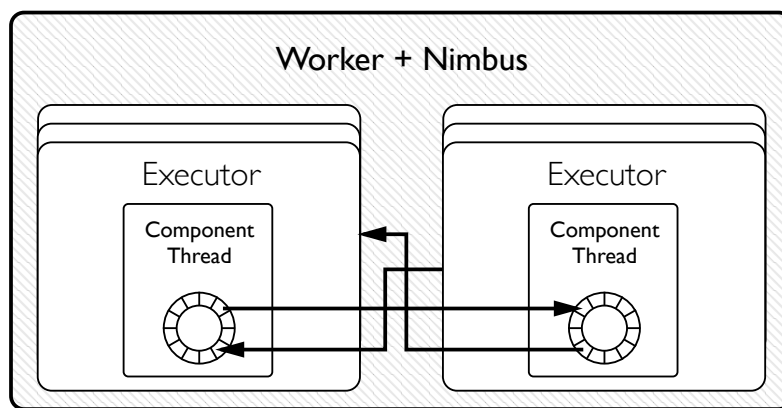 Worker + Nimbus
Executor
Component
Thread
Executor
Component
Thread